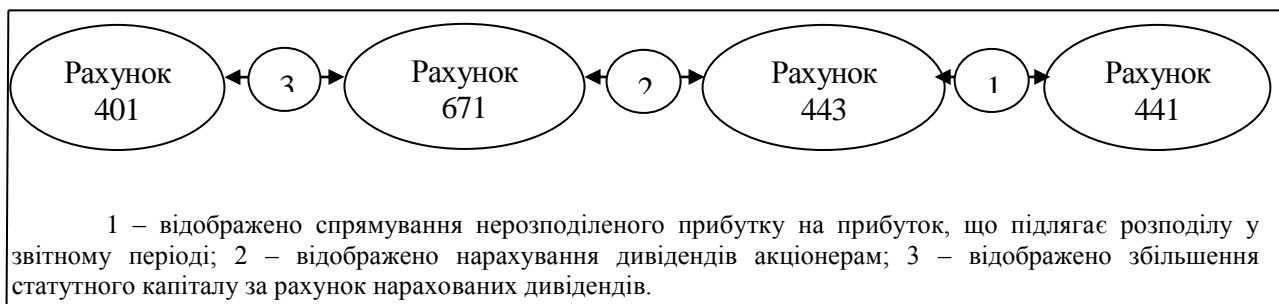 Рахунок 401
3
Рахунок 671
2
Рахунок 443
1
Рахунок 441
1 – відображено спрямування нерозподіленого прибутку на прибуток, що підлягає розподілу у
звітному періоді; 2 – відображено нарахування дивідендів акціонерам; 3 – відображено збільшення
статутного капіталу за рахунок нарахованих дивідендів.